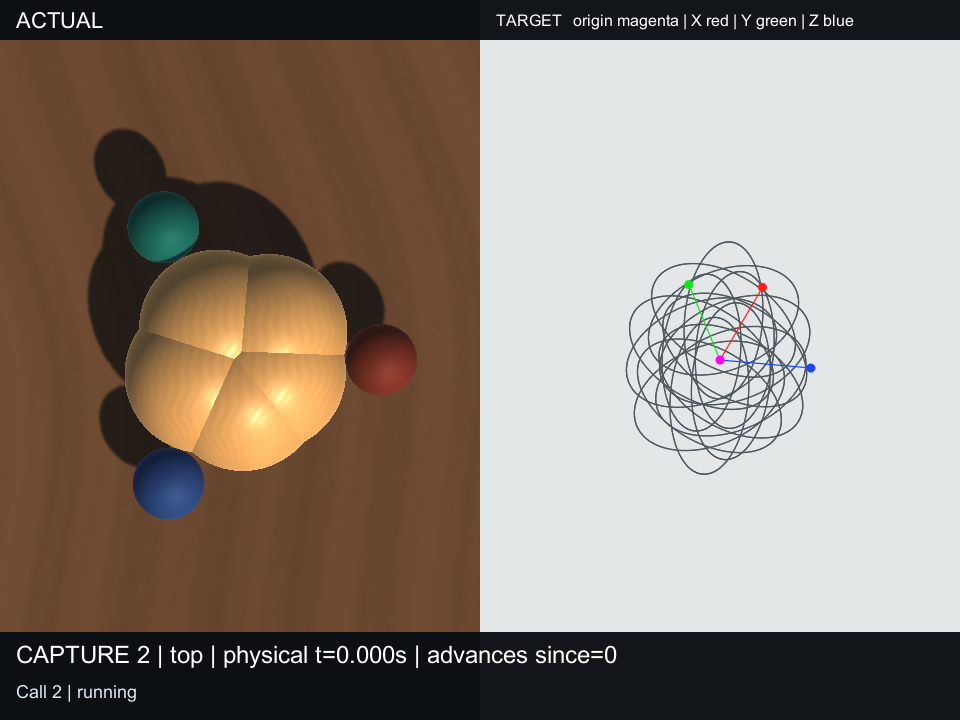 ACTUAL
TARGET origin magenta | X red | Y green | Z blue
CAPTURE 2 | top | physical t=0.000s | advances since=0
Call 2 | running